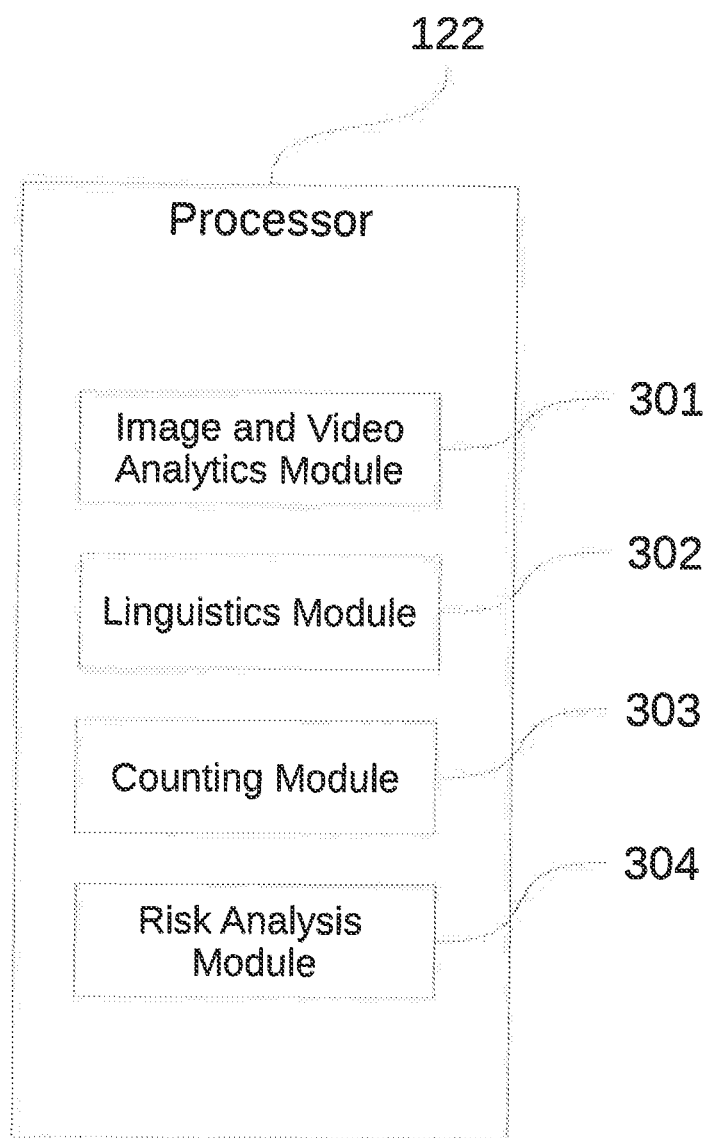 122
Processor
Image and Video
Analytics Module
301
Linguistics Module
302
Counting Module
303
Risk Analysis
Module
304